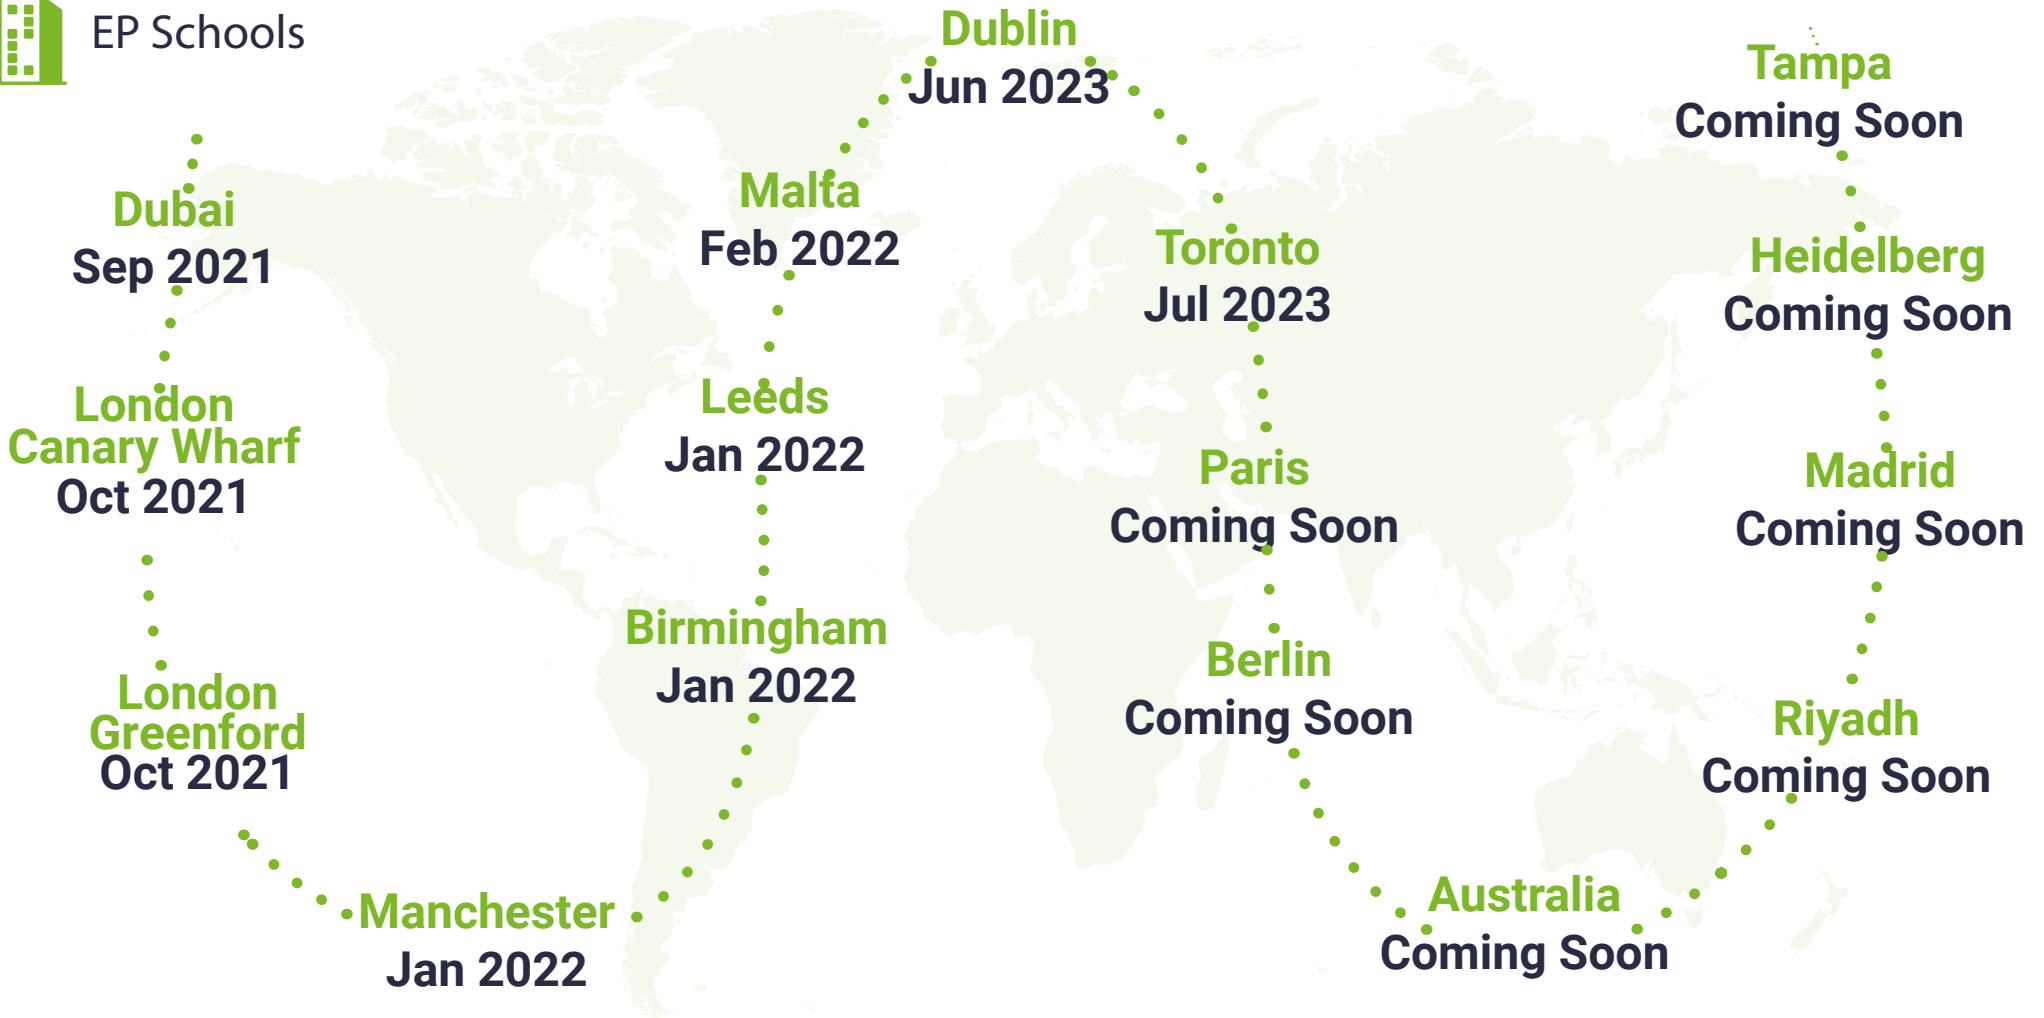 EP Schools
Dubai
Sep 2021
London
Canary Wharf
Oct 2021
London
Greenford
Oct 2021
Manchester
Jan 2022
Birmingham
Jan 2022
Leeds
Jan 2022
Malfa
Feb 2022
Dublin
Jun 2023
Toronto
Jul 2023
Paris
Coming Soon
Berlin
Coming Soon
Australia
Coming Soon
Riyadh
Coming Soon
Madrid
Coming Soon
Heidelberg
Coming Soon
Tampa
Coming Soon